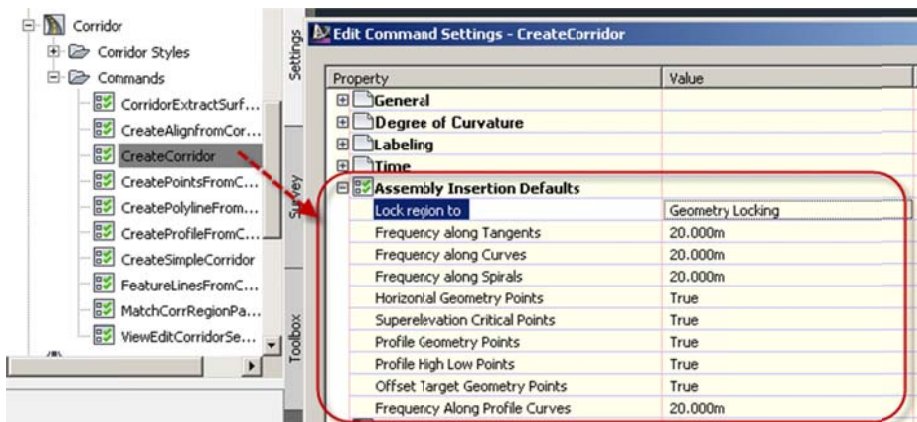 Corridor
Corridor Styles
Commands
CorridorExtractSurf...
CreateAlignfromCor...
CreateCorridor
CreatePointsFromC...
CreatePolylineFrom...
CreateProfileFromC...
CreateSimpleCorridor
FeatureLinesFromC...
MatchCorrRegionPa...
ViewEditCorridorSe...
Settings
Survey
Toolbox
Edit Command Settings - CreateCorridor
Property Value
General
Degree of Curvature
Labeling
Time
Assembly Insertion Defaults
Lock region to Geometry Locking
Frequency along Tangents 20.000m
Frequency along Curves 20.000m
Frequency along Spirals 20.000m
Horizontal Geometry Points True
Superelevation Critical Points True
Profile Geometry Points True
Profile High Low Points True
Offset Target Geometry Points True
Frequency Along Profile Curves 20.000m